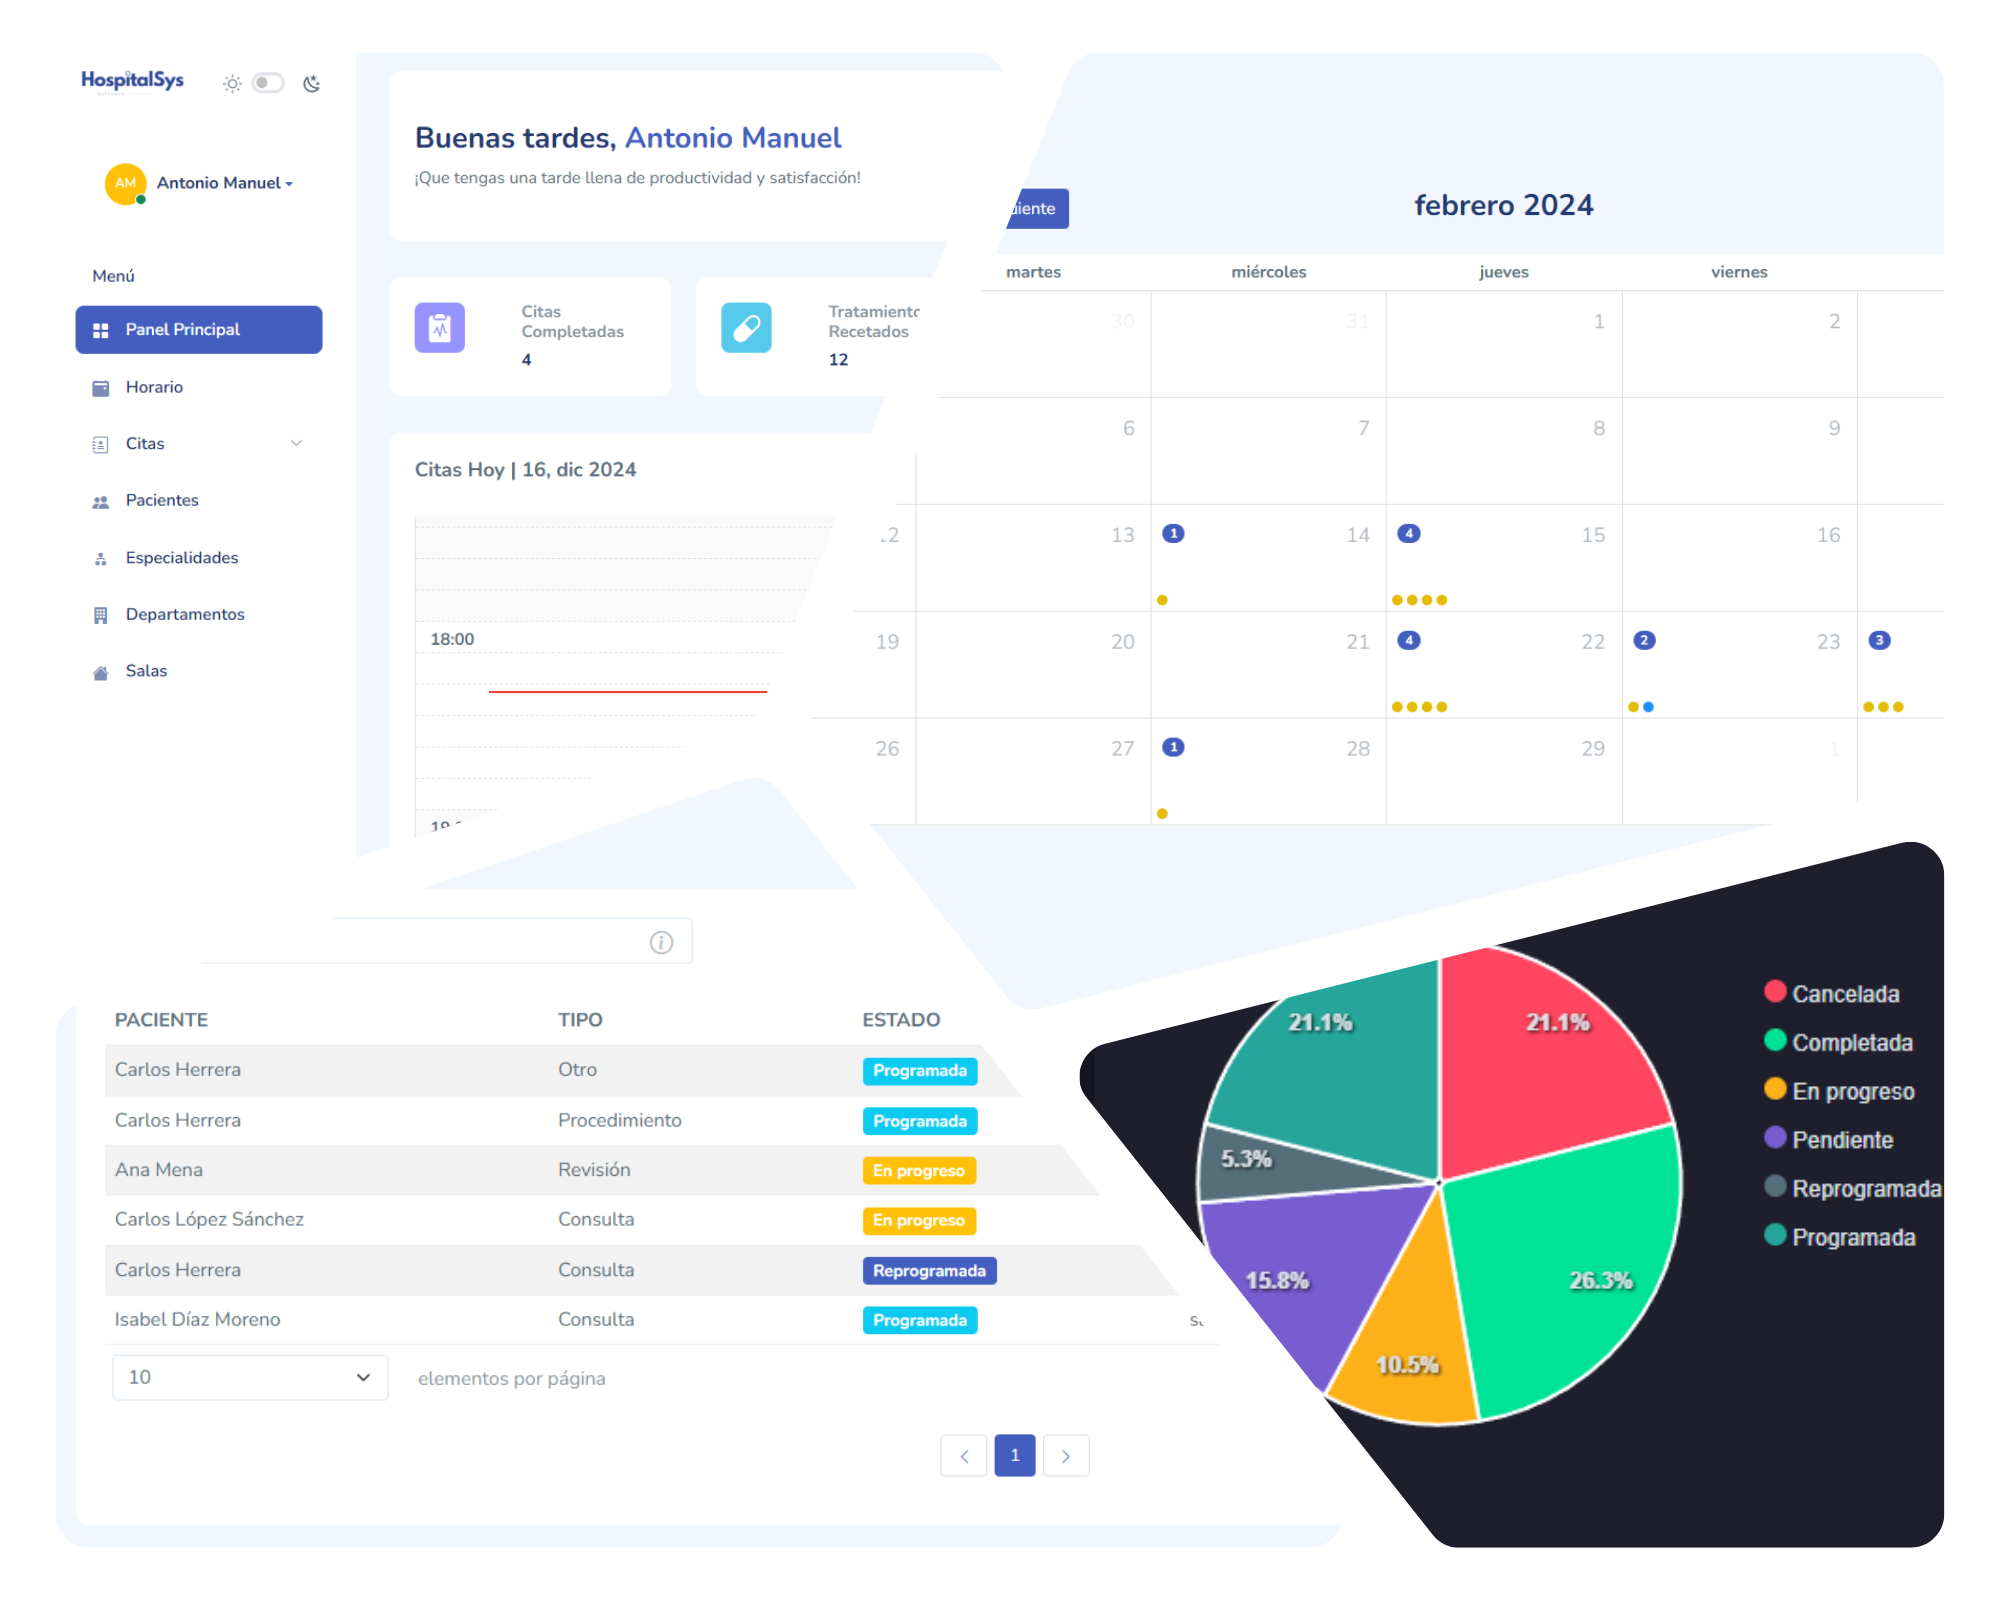 HospitalSys
AM
Antonio Manuel
Menú
Panel Principal
Horario
Citas
Pacientes
Especialidades
Departamentos
Salas
Buenas tardes, Antonio Manuel
¡Que tengas una tarde llena de productividad y satisfacción!
Citas
Completadas
4
Recetados
12
Citas Hoy | 16, dic 2024
18:00
febrero 2024
martes miércoles jueves viernes
30 31 1 2
6 7 8 9
13 1 14 4 15 16
19 20 21 4 22 2 23 3
26 27 1 28 29 1
PACIENTE TIPO ESTADO
Carlos Herrera Otro Programada
Carlos Herrera Procedimiento Programada
Ana Mena Revisión En progreso
Carlos López Sánchez Consulta En progreso
Carlos Herrera Consulta Reprogramada
Isabel Díaz Moreno Consulta Programada
10
elementos por página
1
21.1%
21.1%
5.3%
15.8%
26.3%
10.5%
Cancelada
Completada
En progreso
Pendiente
Reprogramada
Programada